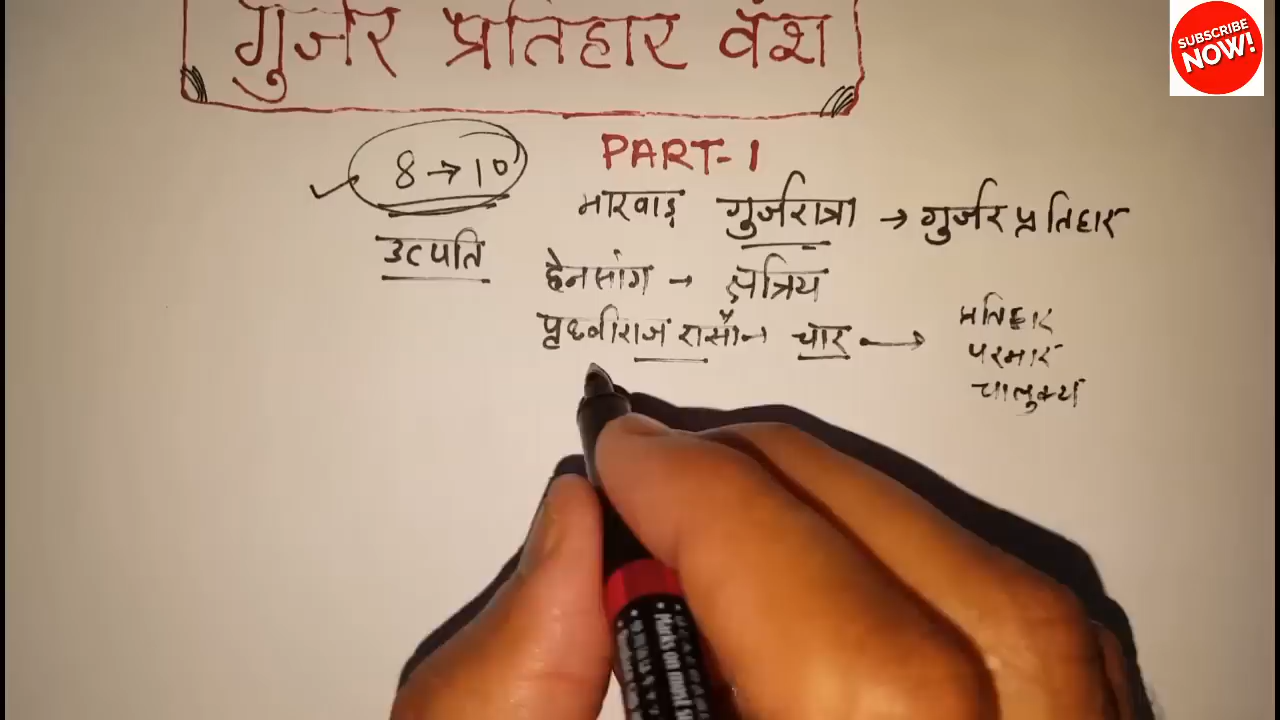 गुर्जर प्रतिहार वंश
SUBSCRIBE
NOW!
PART-1
8 → 10
मारवाड़ गुर्जरात्रा → गुर्जर प्रतिहार
उत्पति
हेनसांग → क्षत्रिय
पृथ्वीराज रासौ → चार →
प्रतिहार
परमार
चालुक्य